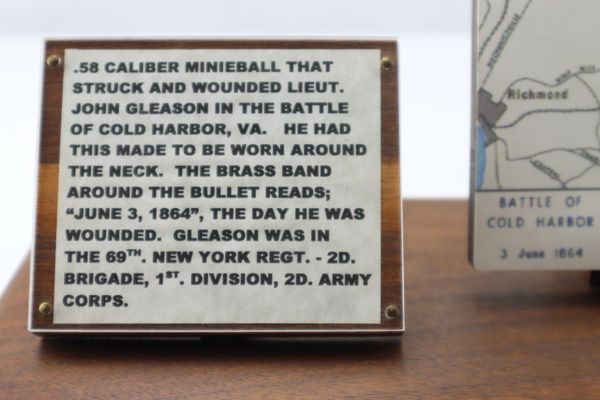 .58 CALIBER MINIEBALL THAT
STRUCK AND WOUNDED LIEUT.
JOHN GLEASON IN THE BATTLE
OF COLD HARBOR, VA. HE HAD
THIS MADE TO BE WORN AROUND
THE NECK. THE BRASS BAND
AROUND THE BULLET READS;
“JUNE 3, 1864”, THE DAY HE WAS
WOUNDED. GLEASON WAS IN
THE 69TH. NEW YORK REGT. - 2D.
BRIGADE, 1ST. DIVISION, 2D. ARMY
CORPS.
Richmond
BATTLE OF
COLD HARBOR
3 June 1864